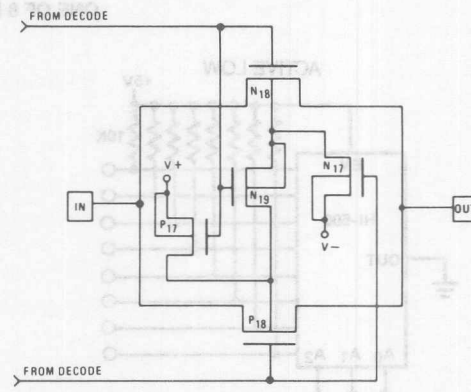 FROM DECODE
N18
V+
N17
IN
N19
P17
OUT
V-
P18
FROM DECODE